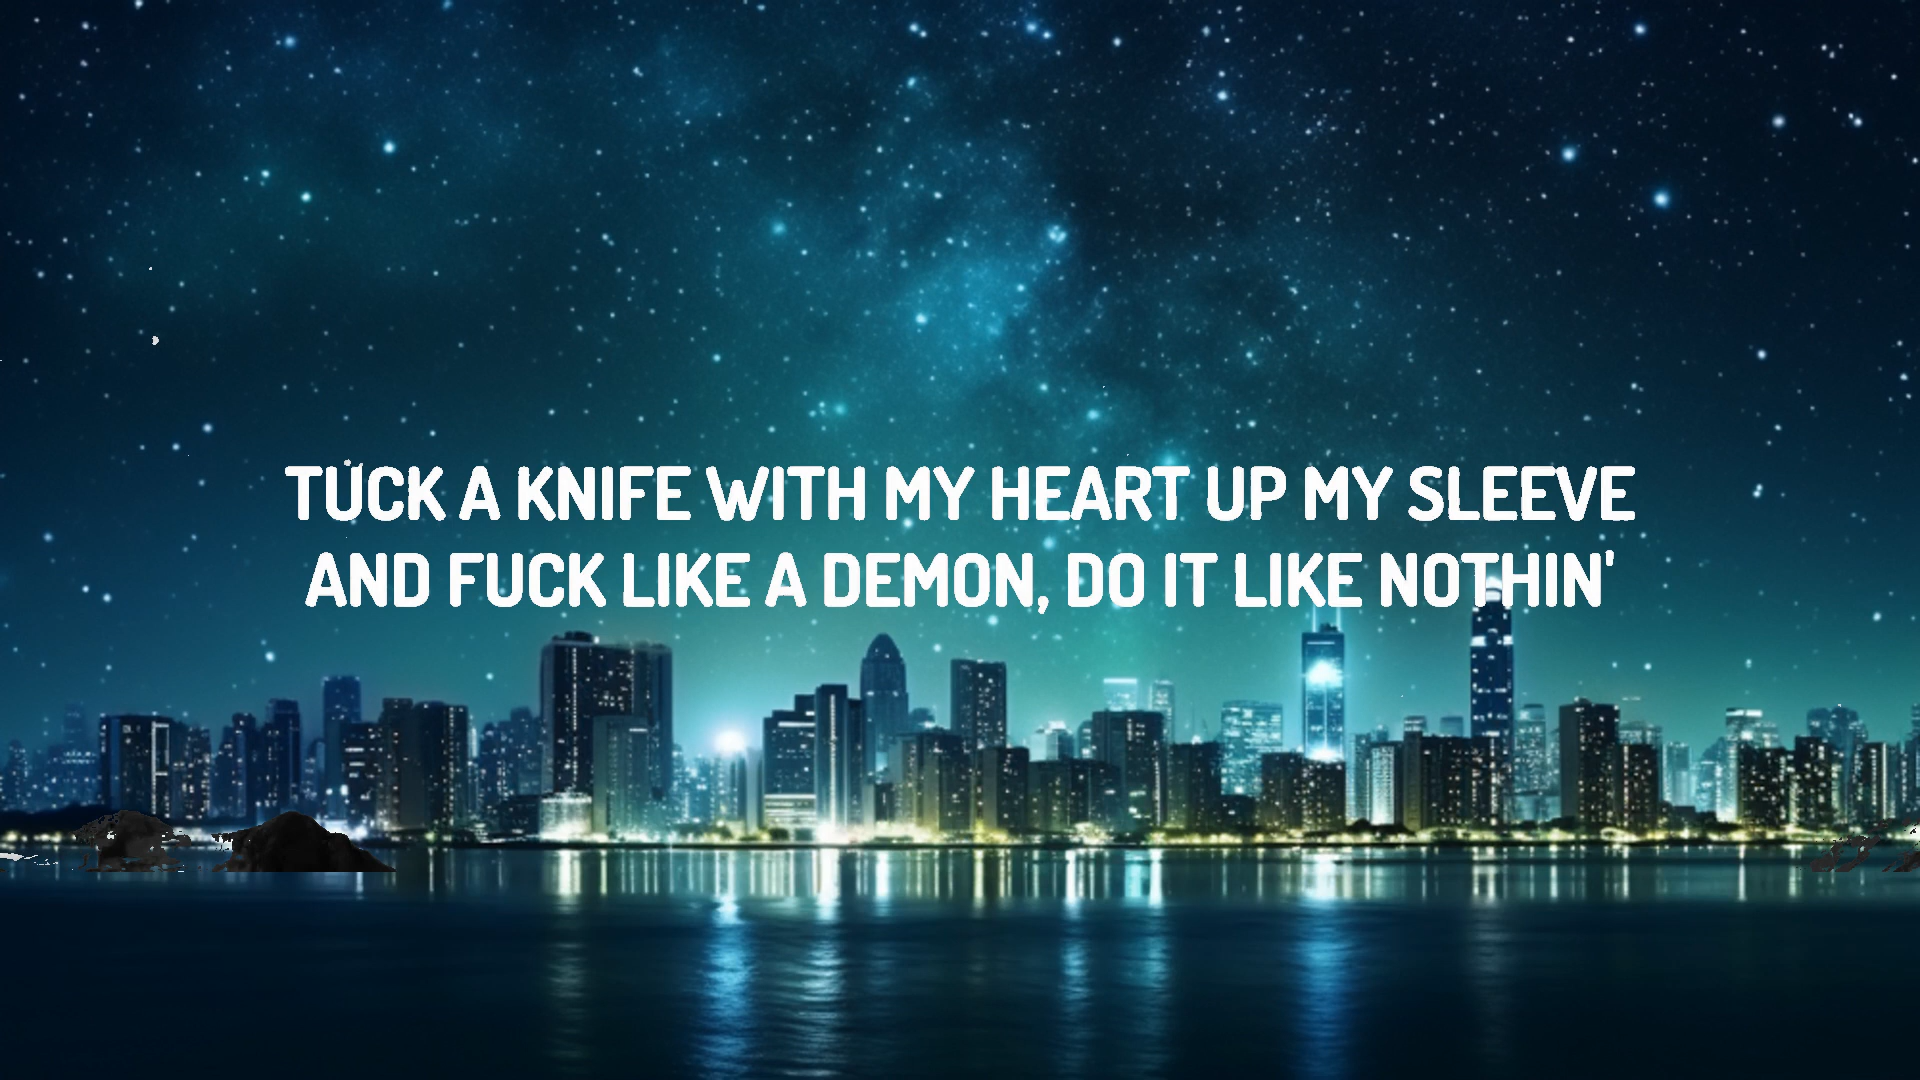 TUCK A KNIFE WITH MY HEART UP MY SLEEVE
AND FUCK LIKE A DEMON, DO IT LIKE NOTHIN'